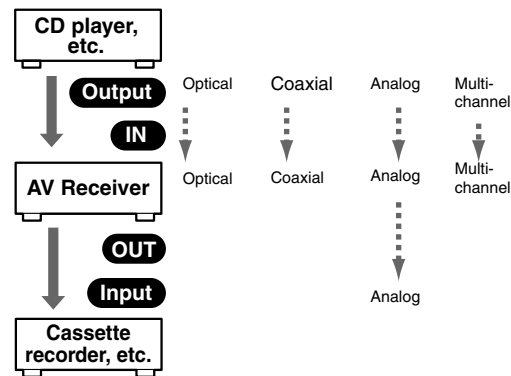 CD player,
etc.
Output
Optical
Coaxial
Analog
Multi-
channel
IN
AV Receiver
Optical
Coaxial
Analog
Multi-
channel
OUT
Input
Analog
Cassette
recorder, etc.